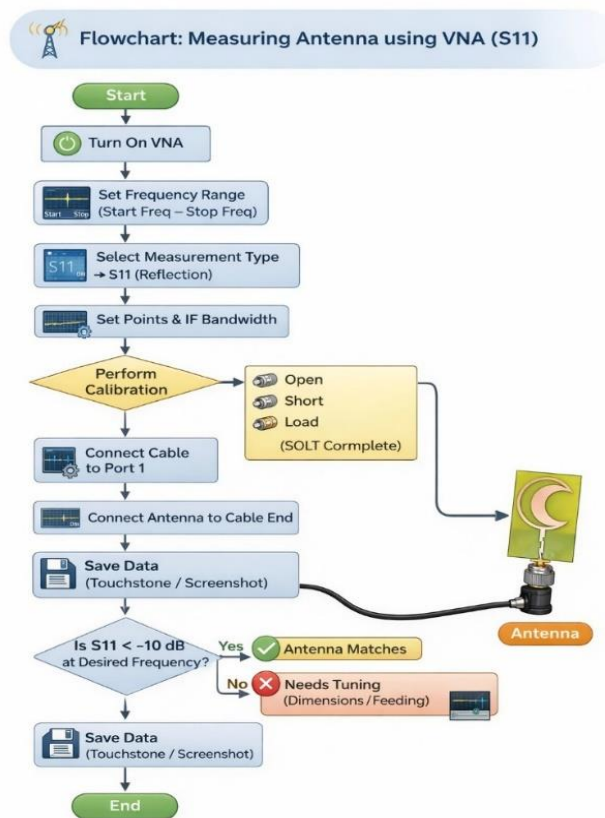 Flowchart: Measuring Antenna using VNA (S11)
Start
Turn On VNA
Set Frequency Range
(Start Freq – Stop Freq)
Start Stop
Select Measurement Type
→ S11 (Reflection)
S11
Set Points & IF Bandwidth
Perform
Calibration
Open
Short
Load
(SOLT Cormplete)
Connect Cable
to Port 1
Connect Antenna to Cable End
Save Data
(Touchstone / Screenshot)
Antenna
Is S11 < –10 dB
at Desired Frequency?
Yes
Antenna Matches
No
Needs Tuning
(Dimensions / Feeding)
Save Data
(Touchstone / Screenshot)
End